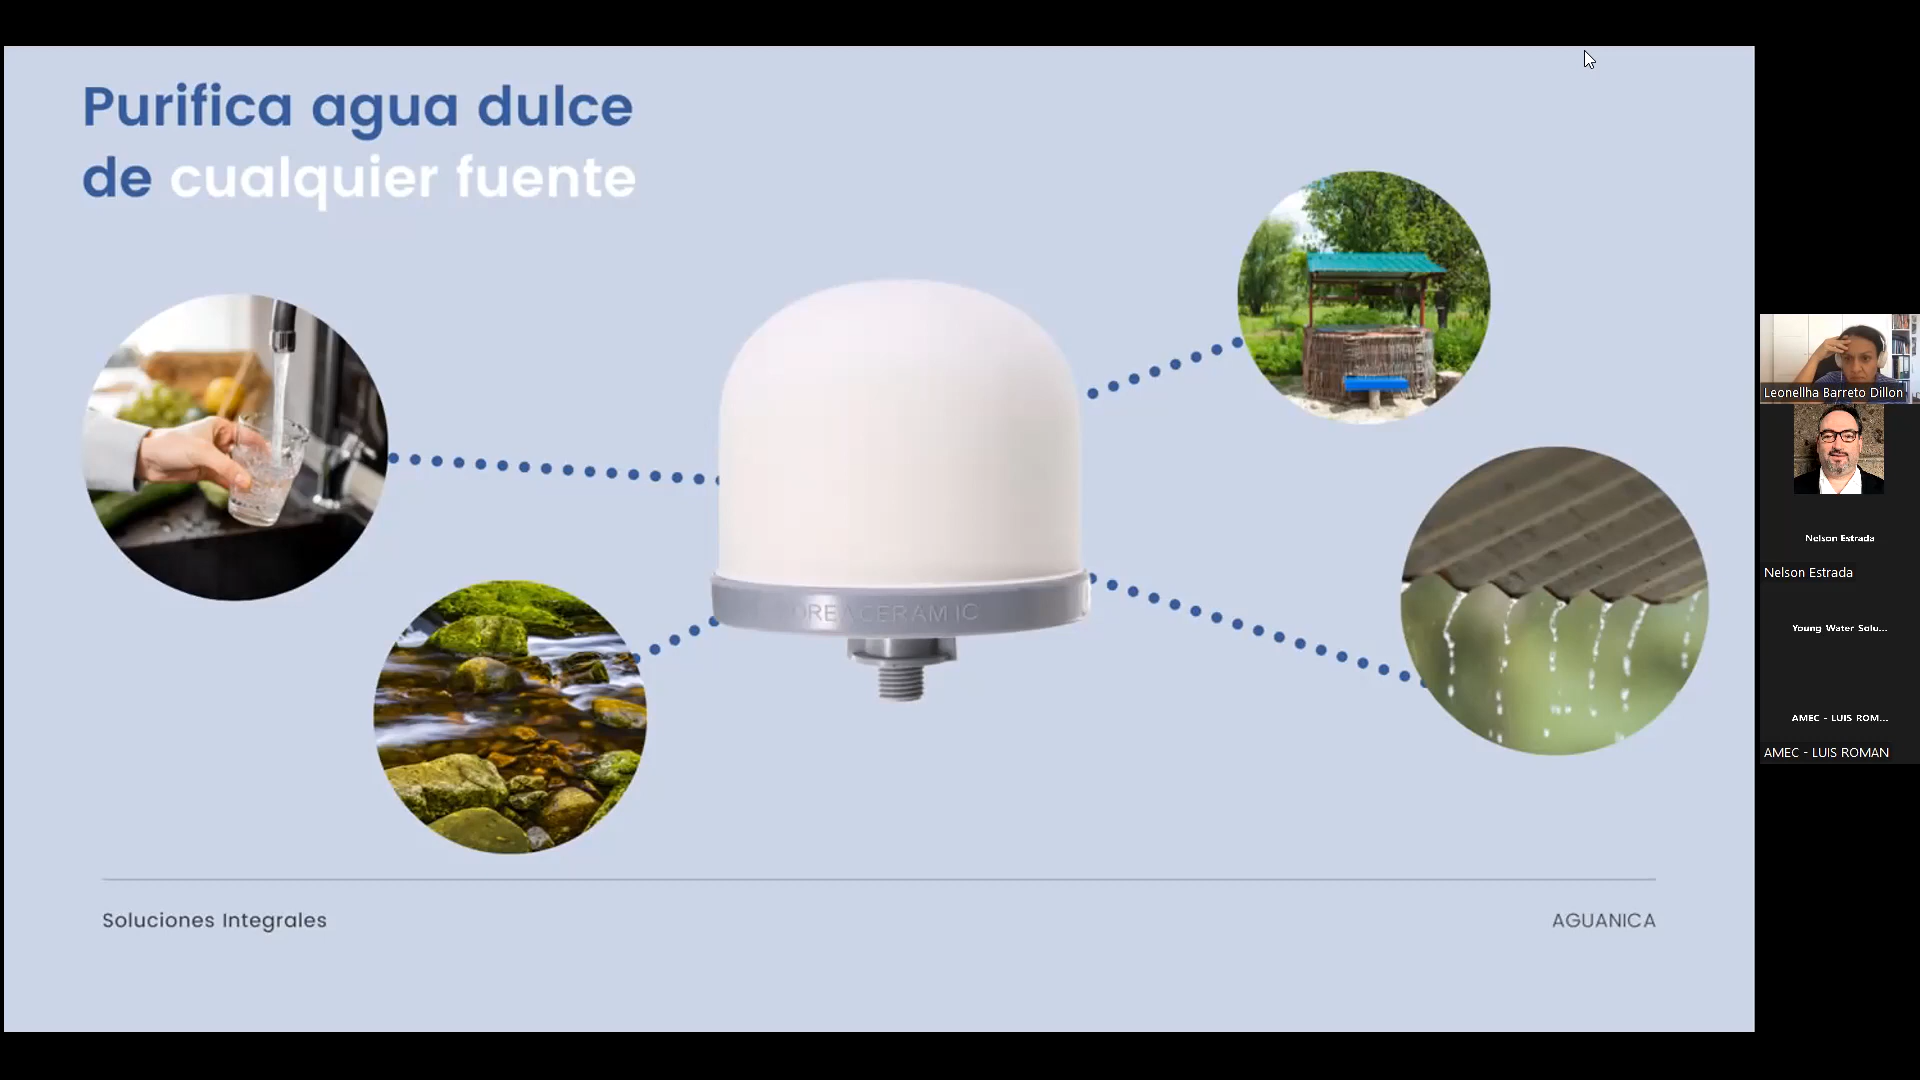 Purifica agua dulce
de cualquier fuente
CERAMIC
Soluciones Integrales
AGUANICA
Leonellha Barreto Dillon
Nelson Estrada
Nelson Estrada
Young Water Solu...
AMEC - LUIS ROM...
AMEC - LUIS ROMAN